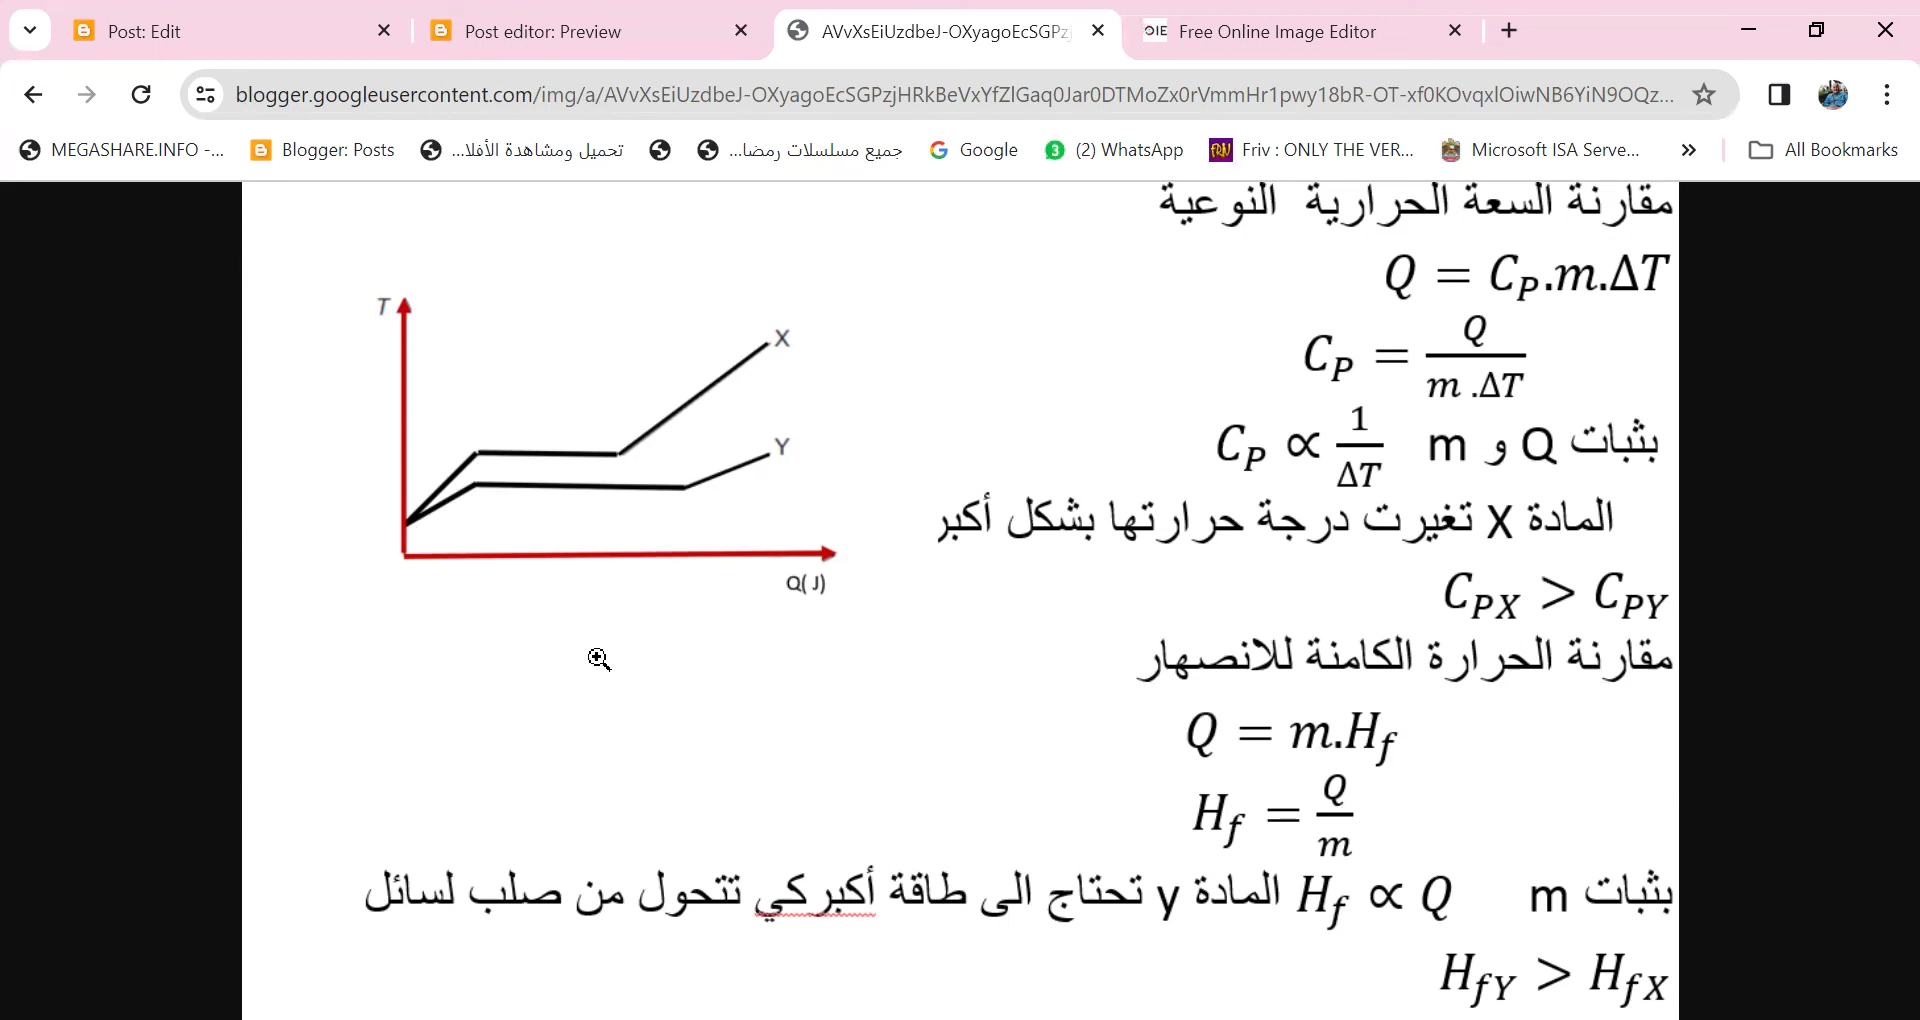 Post: Edit
Post editor: Preview
AVvXsEiUzdbeJ-OXyagoEcSGPzj
OIE Free Online Image Editor
blogger.googleusercontent.com/img/a/AVvXsEiUzdbeJ-OXyagoEcSGPzjHRkBeVxYfZlGaq0Jar0DTMoZx0rVmmHr1pwy18bR-OT-xf0KOvqxlOiwNB6YiN9OQz...
MEGASHARE.INFO -... Blogger: Posts تحميل ومشاهدة الأفلا... جميع مسلسلات رمضا... Google 3 (2) WhatsApp Friv : ONLY THE VER... Microsoft ISA Serve... » All Bookmarks
مقارنة السعة الحرارية النوعية
Q = C_P.m.ΔT
C_P = Q / m .ΔT
بثبات Q و m C_P ∝ 1 / ΔT
المادة X تغيرت درجة حرارتها بشكل أكبر
C_PX > C_PY
T
X
Y
Q( J)
مقارنة الحرارة الكامنة للانصهار
Q = m.H_f
H_f = Q / m
بثبات m H_f ∝ Q المادة y تحتاج الى طاقة أكبركي تتحول من صلب لسائل
H_fY > H_fX